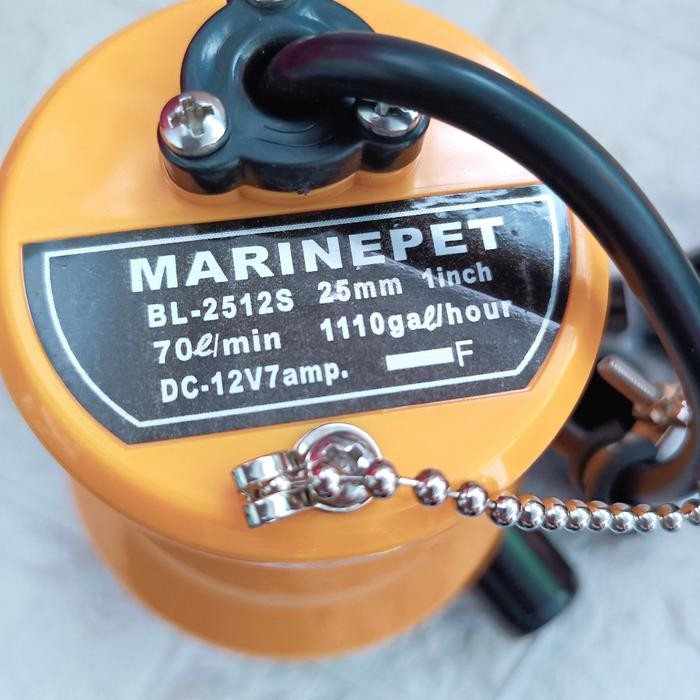 MARINEPET
BL-2512S 25mm 1inch
70ℓ/min 1110gaℓ/hour
DC-12V7amp. F